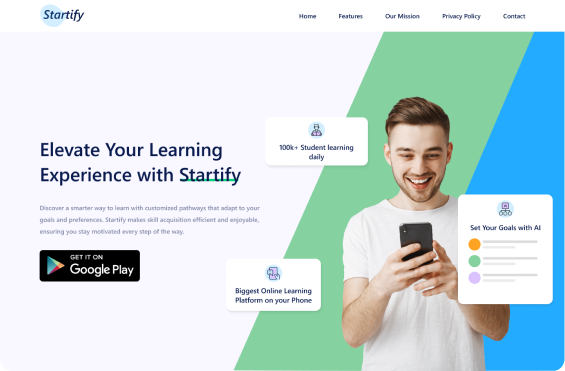 Startify
Home
Features
Our Mission
Privacy Policy
Contact
100k+ Student learning
daily
Elevate Your Learning
Experience with Startify
Discover a smarter way to learn with customized pathways that adapt to your
goals and preferences. Startify makes skill acquisition efficient and enjoyable,
ensuring you stay motivated every step of the way.
GET IT ON
Google Play
Set Your Goals with AI
Biggest Online Learning
Platform on your Phone